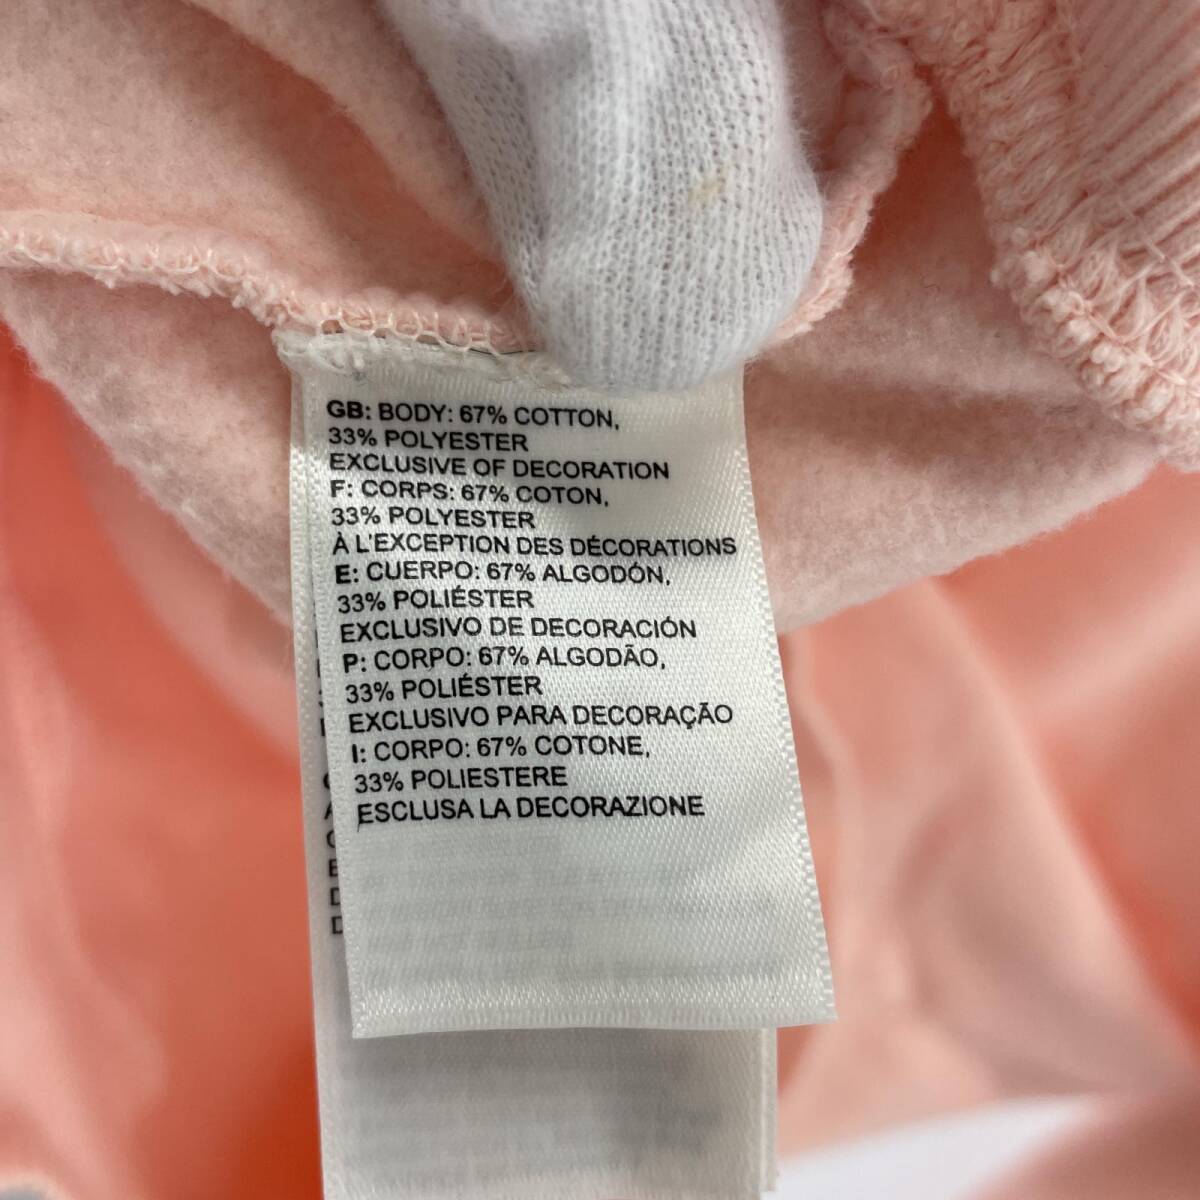 GB: BODY: 67% COTTON,
33% POLYESTER
EXCLUSIVE OF DECORATION
F: CORPS: 67% COTON,
33% POLYESTER
À L'EXCEPTION DES DÉCORATIONS
E: CUERPO: 67% ALGODÓN,
33% POLIÉSTER
EXCLUSIVO DE DECORACIÓN
P: CORPO: 67% ALGODÃO,
33% POLIÉSTER
EXCLUSIVO PARA DECORAÇÃO
I: CORPO: 67% COTONE,
33% POLIESTERE
ESCLUSA LA DECORAZIONE